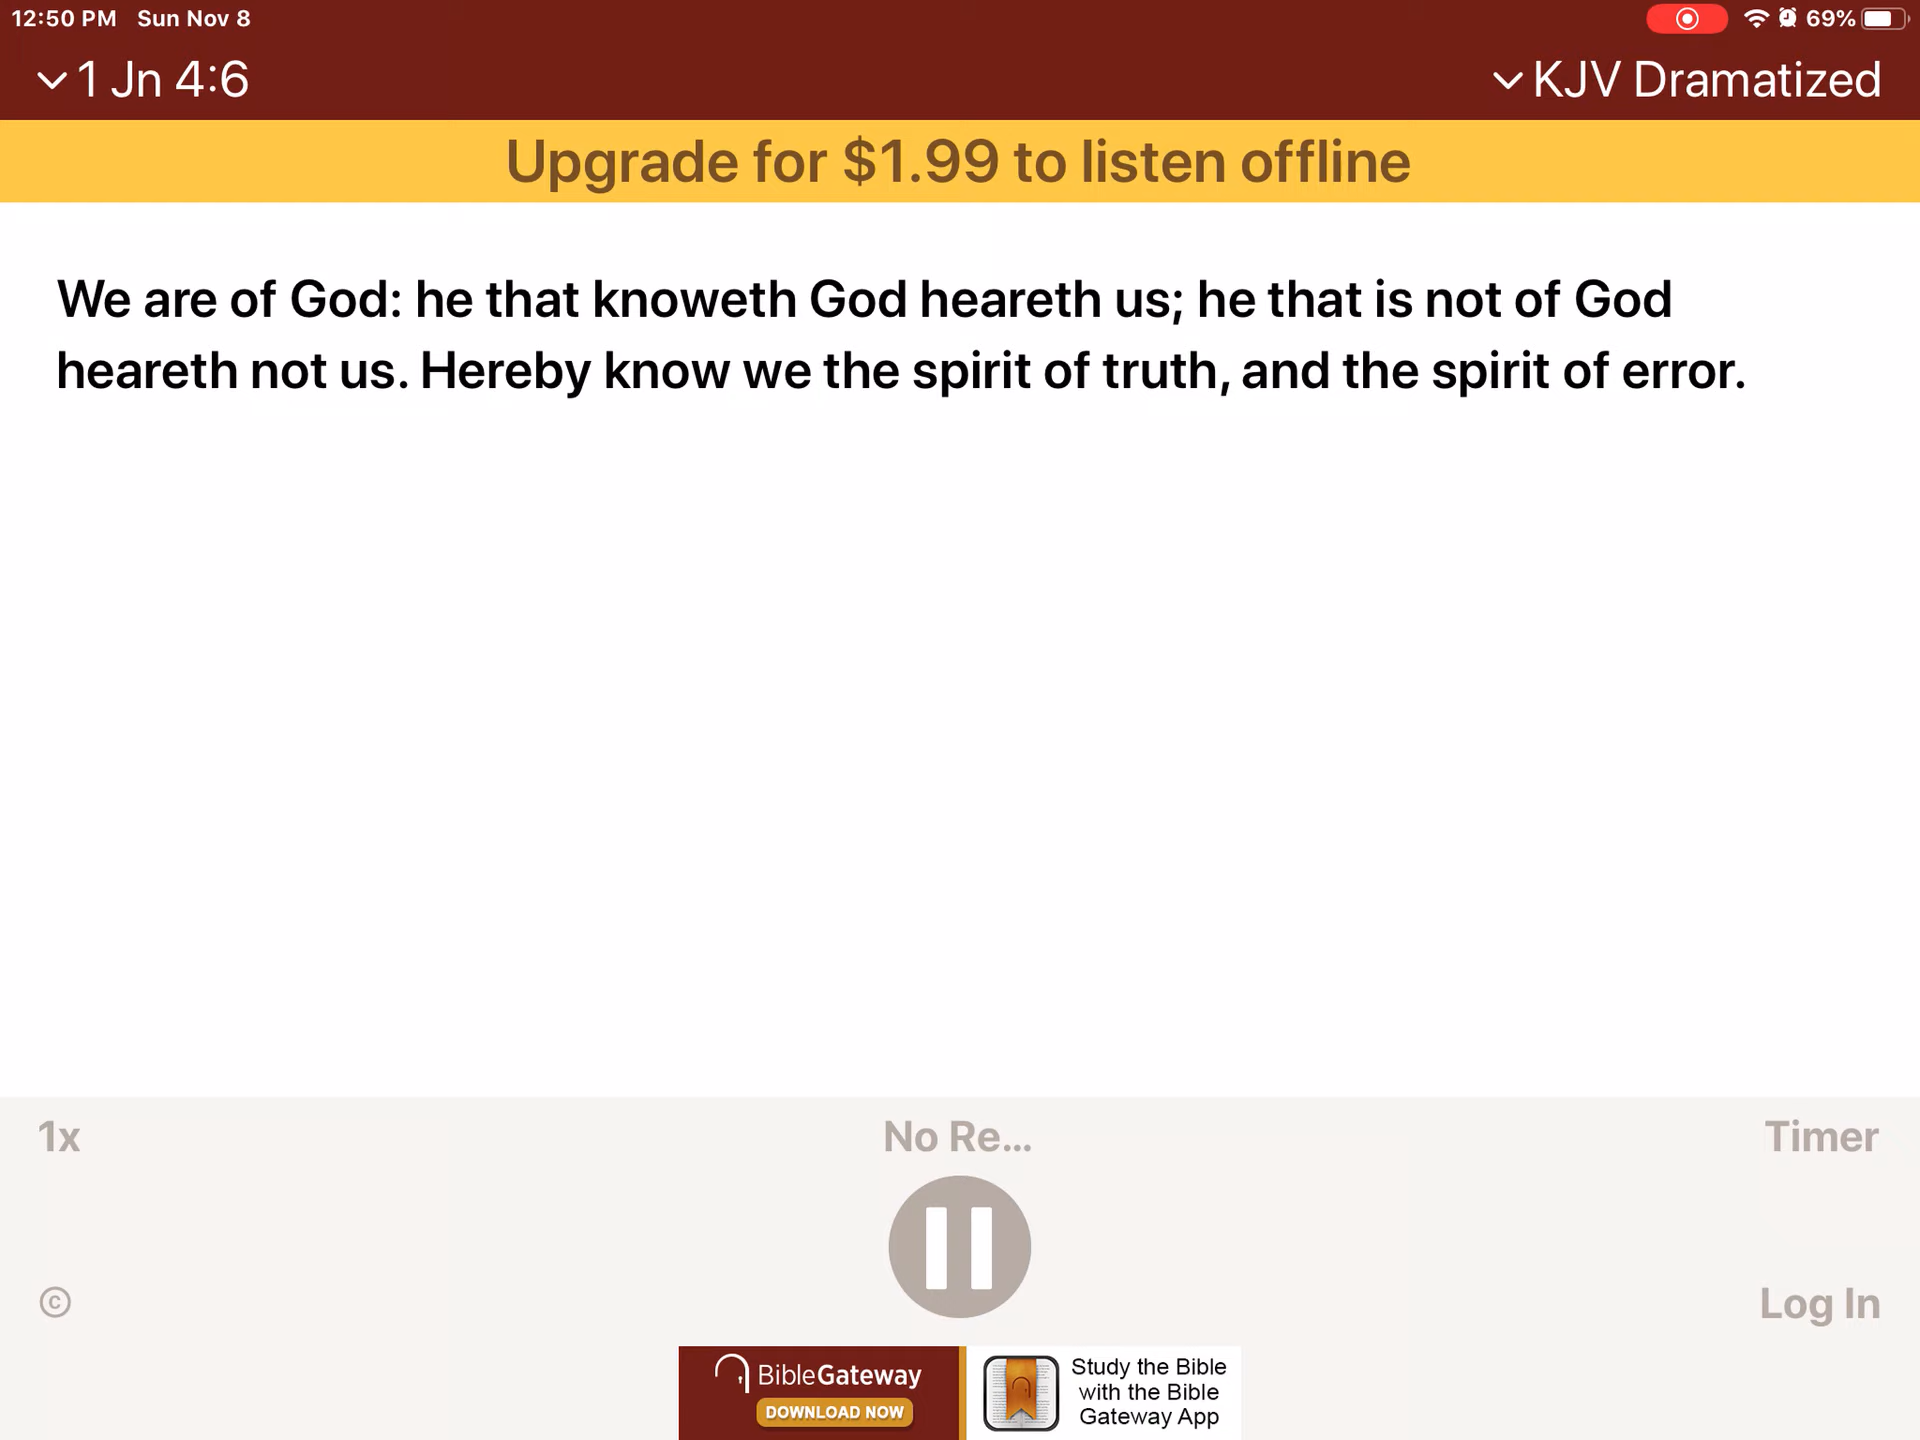 12:50 PM Sun Nov 8
69%
1 Jn 4:6
KJV Dramatized
Upgrade for $1.99 to listen offline
We are of God: he that knoweth God heareth us; he that is not of God
heareth not us. Hereby know we the spirit of truth, and the spirit of error.
1x
No Re...
Timer
©
Log In
BibleGateway
DOWNLOAD NOW
Study the Bible
with the Bible
Gateway App